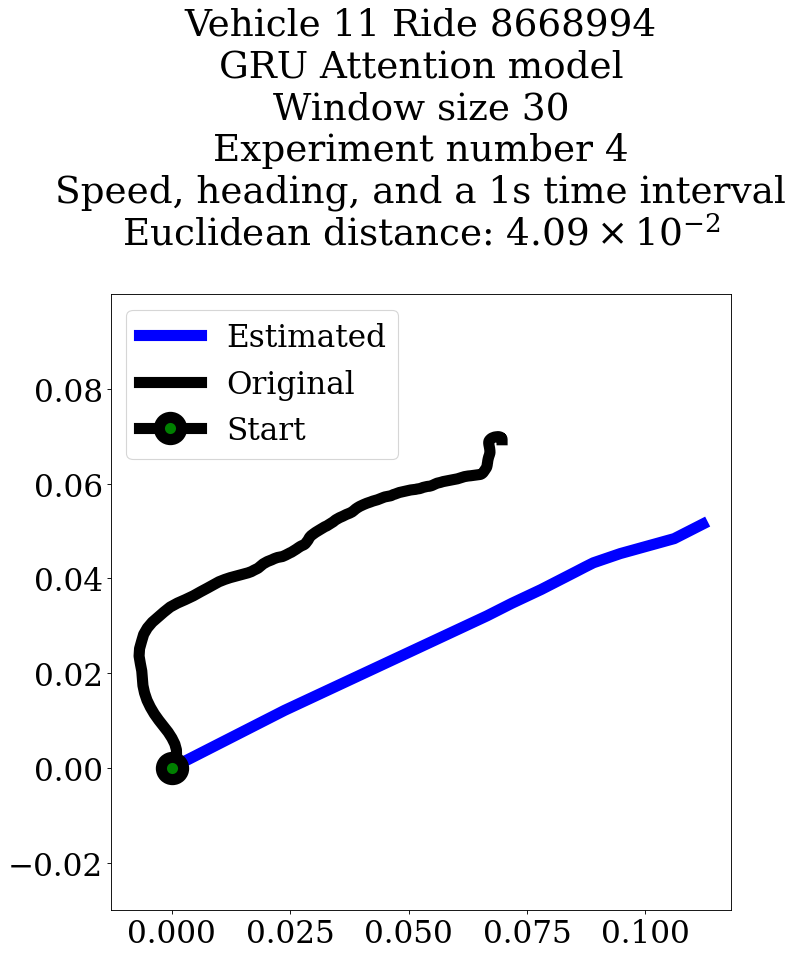 Vehicle 11 Ride 8668994
GRU Attention model
Window size 30
Experiment number 4
Speed, heading, and a 1s time interval
Euclidean distance: 4.09 × 10⁻²
Estimated
Original
Start
0.08
0.06
0.04
0.02
0.00
−0.02
0.000 0.025 0.050 0.075 0.100